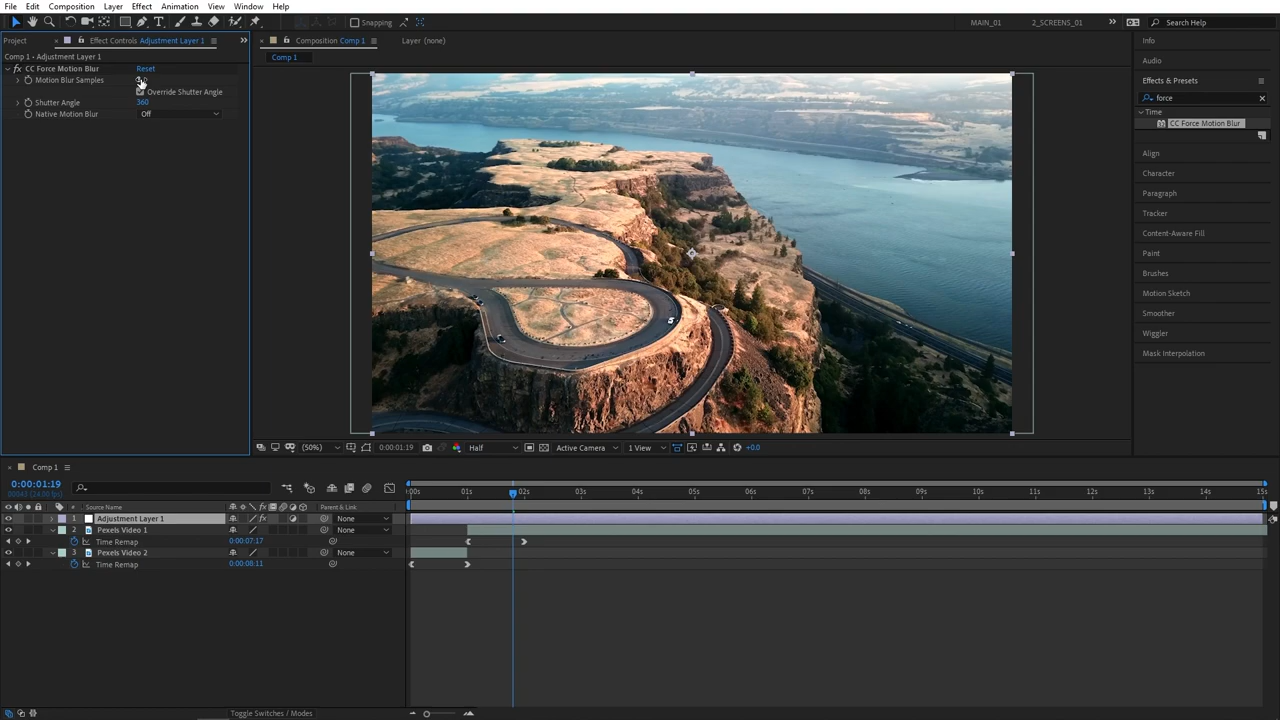 File Edit Composition Layer Effect Animation View Window Help
Snapping MAIN_01 2_SCREENS_01 Search Help
Project Effect Controls Adjustment Layer 1 Composition Comp 1 Layer (none) Info
Comp 1 • Adjustment Layer 1 Comp 1
Audio
CC Force Motion Blur Reset
Motion Blur Samples Effects & Presets
Override Shutter Angle
Shutter Angle 360 force
Native Motion Blur Off Time
CC Force Motion Blur
Align
Character
Paragraph
Tracker
Content-Aware Fill
Paint
Brushes
Motion Sketch
Smoother
Wiggler
Mask Interpolation
(50%) 0:00:01:19 Half Active Camera 1 View +0.0
Comp 1
0:00:01:19
00043 (24.00 fps)
:00s 01s 02s 03s 04s 05s 06s 07s 08s 09s 10s 11s 12s 13s 14s 15s
# Source Name Parent & Link
1 Adjustment Layer 1 None
2 Pexels Video 1 None
Time Remap 0:00:07:17
3 Pexels Video 2 None
Time Remap 0:00:08:11
Toggle Switches / Modes